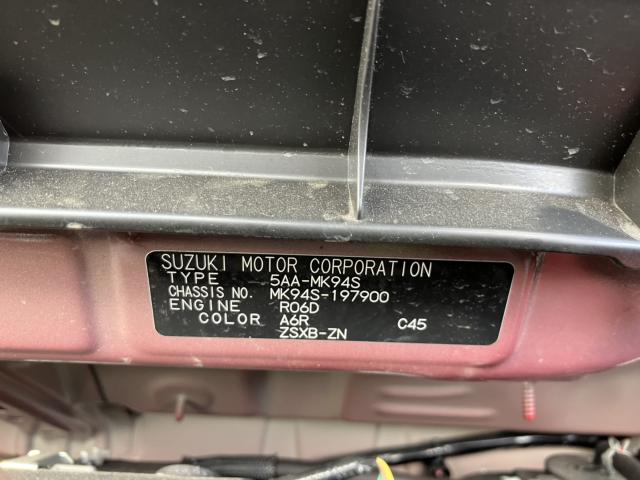 SUZUKI MOTOR CORPORATION
TYPE 5AA-MK94S
CHASSIS NO. MK94S-197900
ENGINE R06D
COLOR A6R C45
ZSXB-ZN